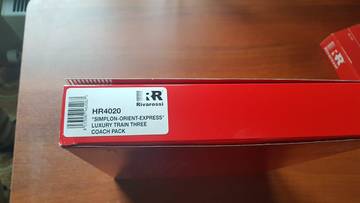 RR
Rivarossi
HR4020
"SIMPLON-ORIENT-EXPRESS"
LUXURY TRAIN THREE
COACH PACK